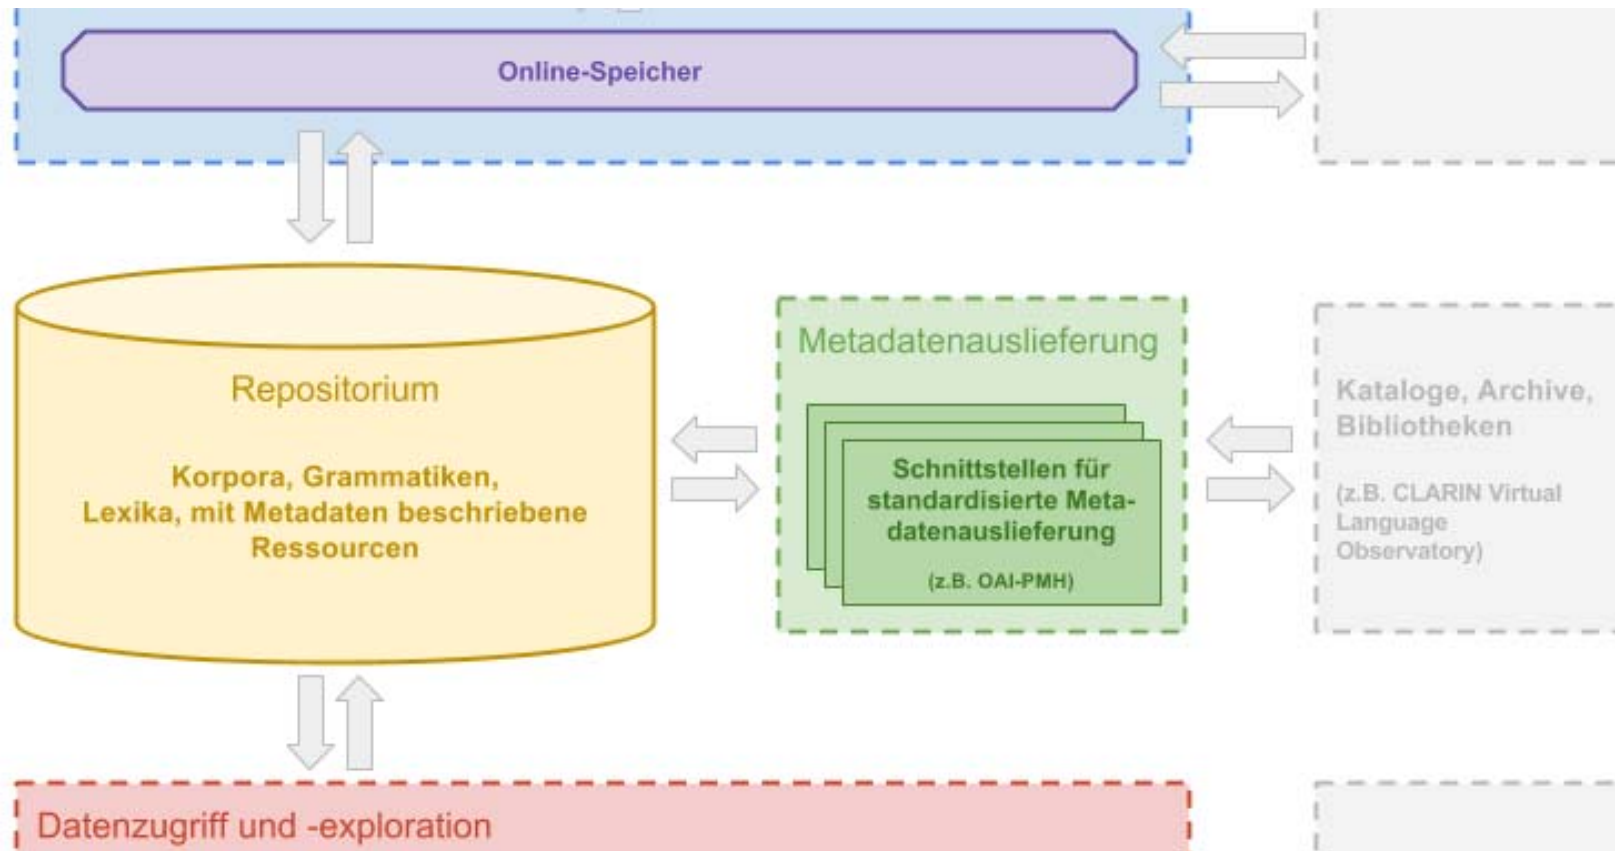 Online-Speicher
Repositorium
Korpora, Grammatiken,
Lexika, mit Metadaten beschriebene
Ressourcen
Metadatenauslieferung
Schnittstellen für
standardisierte Meta-
datenauslieferung
(z.B. OAI-PMH)
Kataloge, Archive,
Bibliotheken
(z.B. CLARIN Virtual
Language
Observatory)
Datenzugriff und -exploration